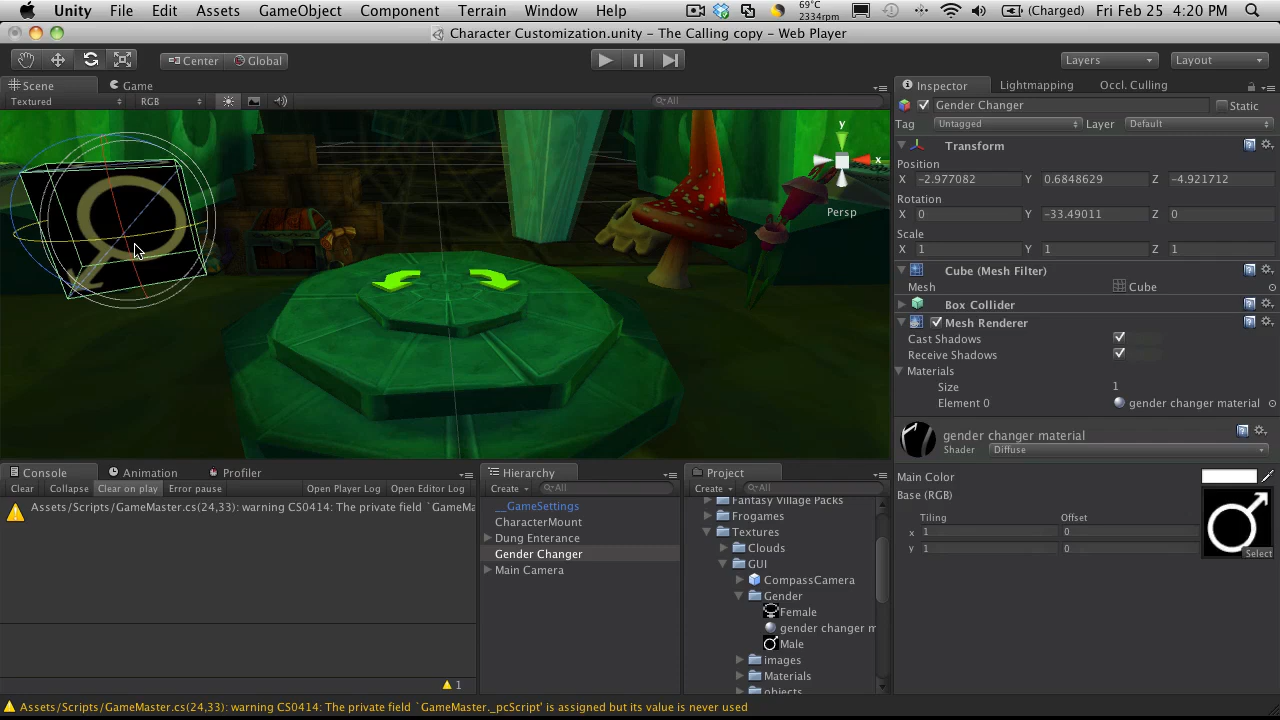 Unity File Edit Assets GameObject Component Terrain Window Help 69°C 2334rpm (Charged) Fri Feb 25 4:20 PM
Character Customization.unity - The Calling copy - Web Player
Center Global Layers Layout
Scene Game Inspector Lightmapping Occl. Culling
Textured RGB All
Gender Changer Static
Tag Untagged Layer Default
Transform
Position
X -2.977082 Y 0.6848629 Z -4.921712
Rotation
X 0 Y -33.49011 Z 0
Scale
X 1 Y 1 Z 1
y
x
Persp
Cube (Mesh Filter)
Mesh Cube
Box Collider
Mesh Renderer
Cast Shadows
Receive Shadows
Materials
Size 1
Element 0 gender changer material
gender changer material
Shader Diffuse
Main Color
Base (RGB)
Tiling Offset
x 1 0
y 1 0
Select
Console Animation Profiler
Clear Collapse Clear on play Error pause Open Player Log Open Editor Log
Assets/Scripts/GameMaster.cs(24,33): warning CS0414: The private field `GameMa
1
Hierarchy
Create All
__GameSettings
CharacterMount
Dung Enterance
Gender Changer
Main Camera
Project
Create All
Fantasy Village Packs
Frogames
Textures
Clouds
GUI
CompassCamera
Gender
Female
gender changer m
Male
images
Materials
objects
Assets/Scripts/GameMaster.cs(24,33): warning CS0414: The private field `GameMaster._pcScript' is assigned but its value is never used